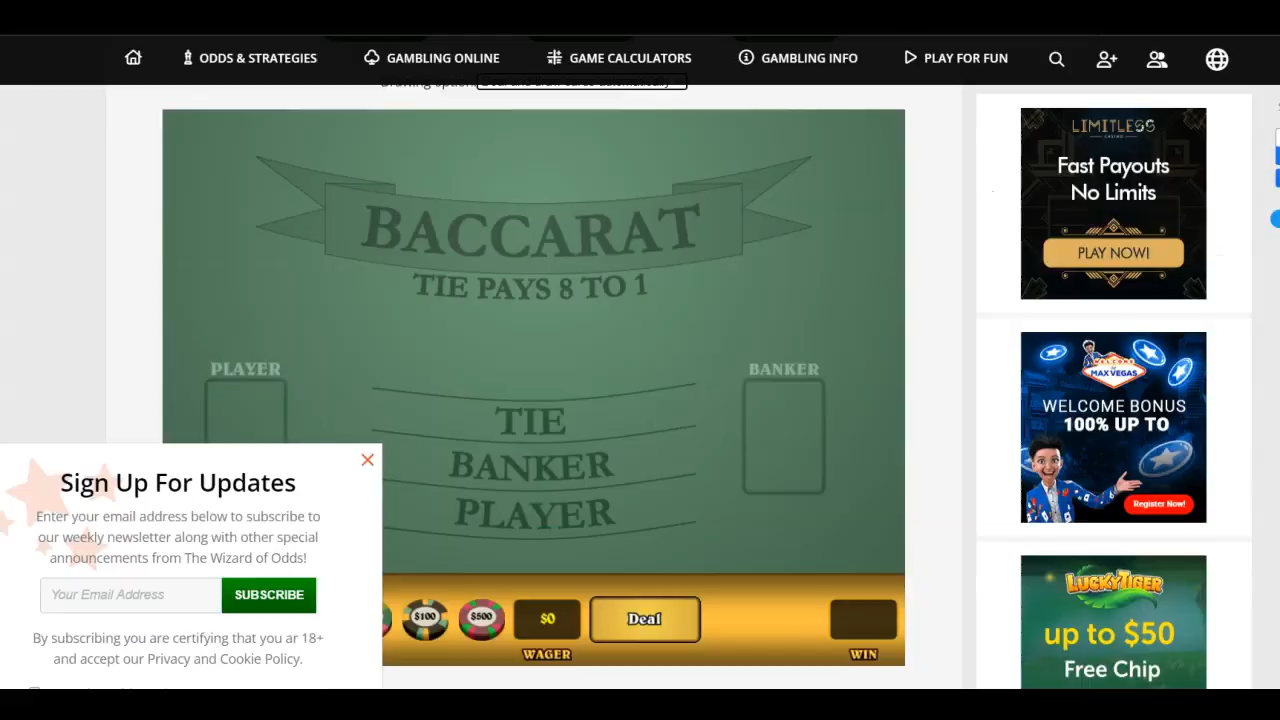 ODDS & STRATEGIES
GAMBLING ONLINE
GAME CALCULATORS
GAMBLING INFO
PLAY FOR FUN
BACCARAT
TIE PAYS 8 TO 1
PLAYER
BANKER
TIE
BANKER
PLAYER
$100
$500
$0
Deal
WAGER
WIN
Sign Up For Updates
Enter your email address below to subscribe to
our weekly newsletter along with other special
announcements from The Wizard of Odds!
Your Email Address
SUBSCRIBE
By subscribing you are certifying that you ar 18+
and accept our Privacy and Cookie Policy.
LIMITLESS
CASINO
Fast Payouts
No Limits
PLAY NOW!
WELCOME
to
MAX VEGAS
WELCOME BONUS
100% UP TO
Register Now!
LUCKY TIGER
up to $50
Free Chip